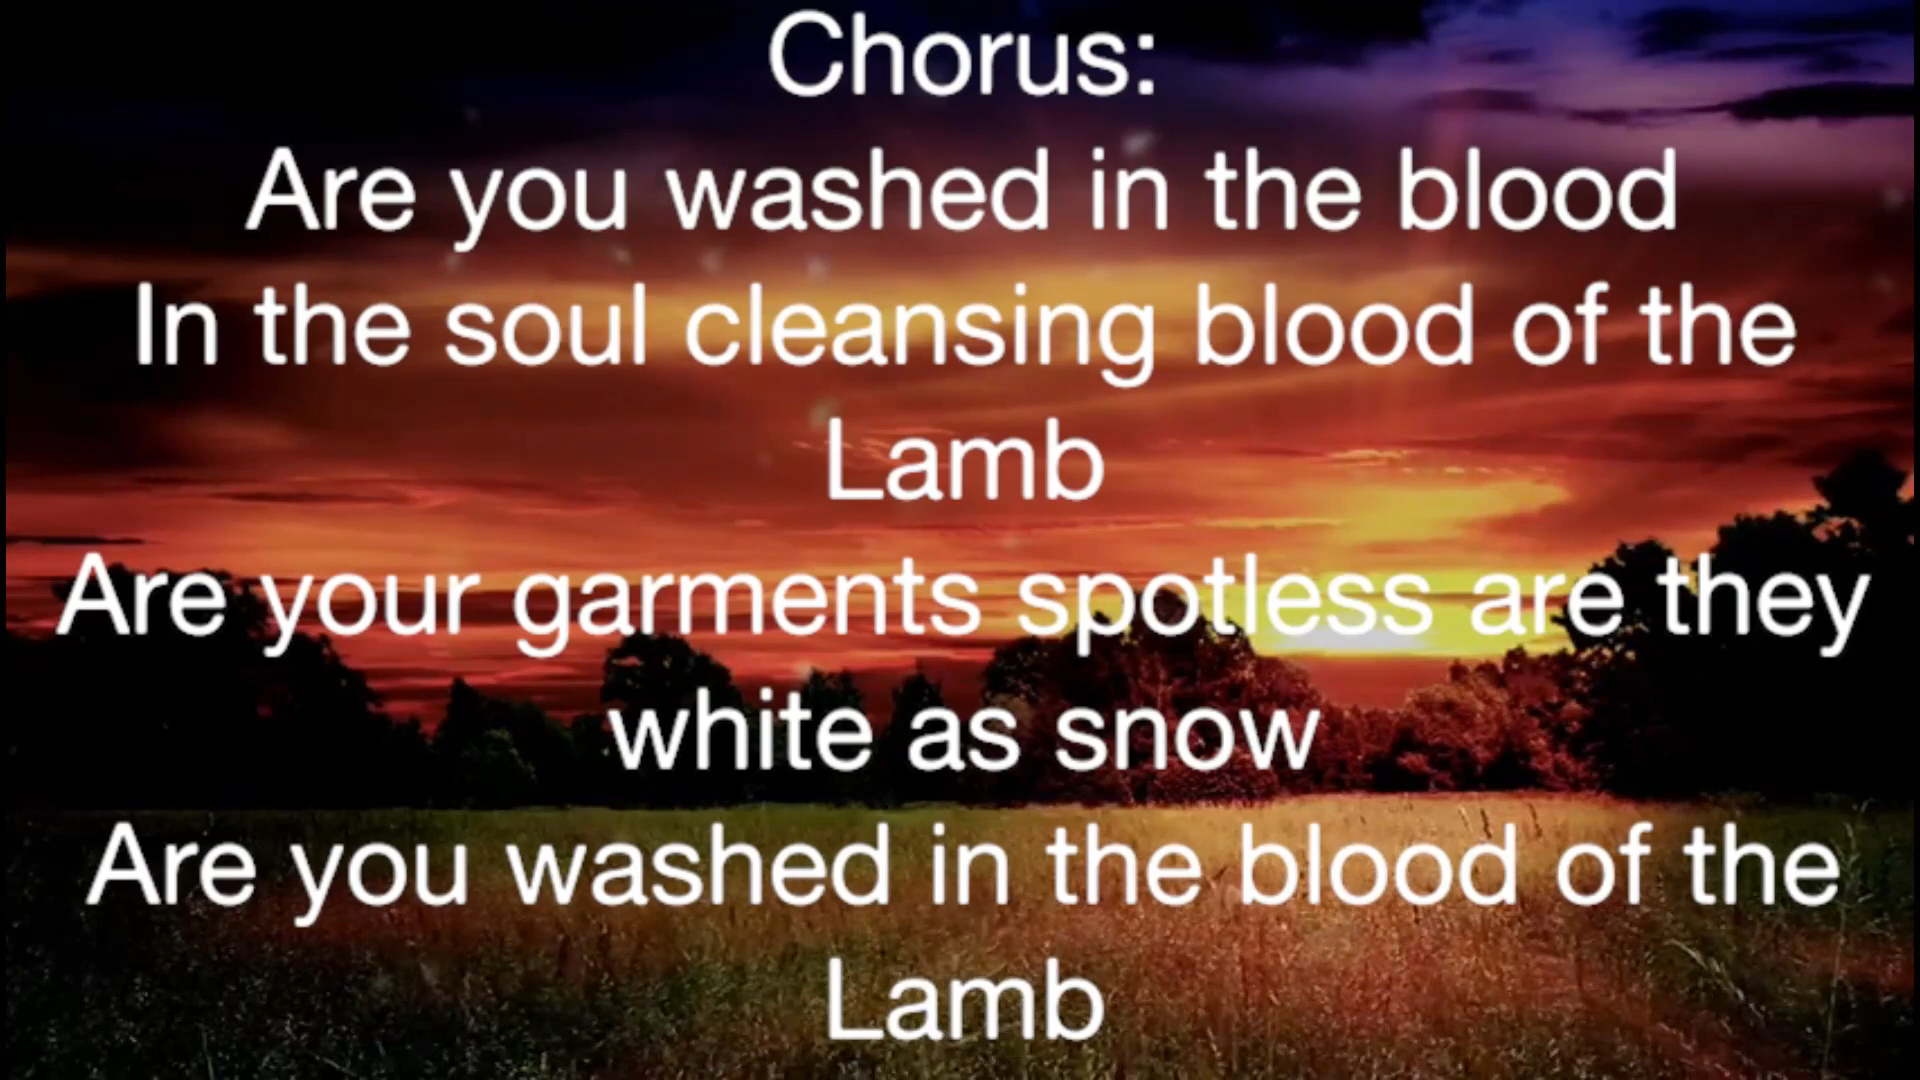 Chorus:
Are you washed in the blood
In the soul cleansing blood of the
Lamb
Are your garments spotless are they
white as snow
Are you washed in the blood of the
Lamb